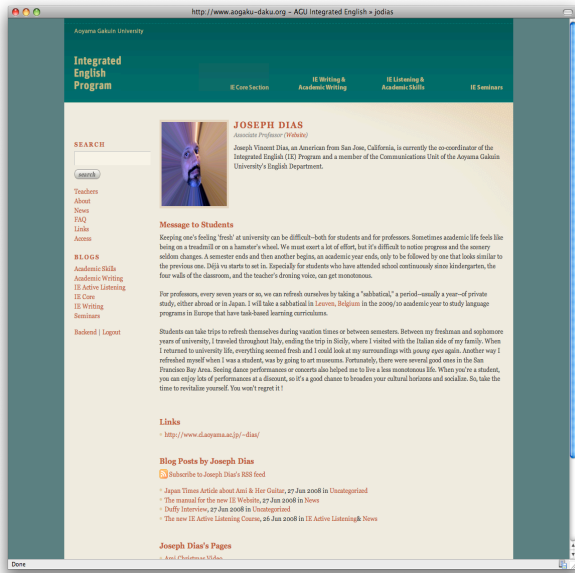 http://www.aogaku-daku.org – AGU Integrated English » jodias
Aoyama Gakuin University
Integrated
English
Program
IE Core Section
IE Writing &
Academic Writing
IE Listening &
Academic Skills
IE Seminars
SEARCH
search
Teachers
About
News
FAQ
Links
Access
BLOGS
Academic Skills
Academic Writing
IE Active Listening
IE Core
IE Writing
Seminars
Backend | Logout
JOSEPH DIAS
Associate Professor (Website)
Joseph Vincent Dias, an American from San Jose, California, is currently the co-coordinator of the
Integrated English (IE) Program and a member of the Communications Unit of the Aoyama Gakuin
University's English Department.
Message to Students
Keeping one's feeling 'fresh' at university can be difficult–both for students and for professors. Sometimes academic life feels like
being on a treadmill or on a hamster's wheel. We must exert a lot of effort, but it's difficult to notice progress and the scenery
seldom changes. A semester ends and then another begins, an academic year ends, only to be followed by one that looks similar to
the previous one. Déjà vu starts to set in. Especially for students who have attended school continuously since kindergarten, the
four walls of the classroom, and the teacher's droning voice, can get monotonous.
For professors, every seven years or so, we can refresh ourselves by taking a "sabbatical," a period–usually a year–of private
study, either abroad or in Japan. I will take a sabbatical in Leuven, Belgium in the 2009/10 academic year to study language
programs in Europe that have task-based learning curriculums.
Students can take trips to refresh themselves during vacation times or between semesters. Between my freshman and sophomore
years of university, I traveled throughout Italy, ending the trip in Sicily, where I visited with the Italian side of my family. When
I returned to university life, everything seemed fresh and I could look at my surroundings with young eyes again. Another way I
refreshed myself when I was a student, was by going to art museums. Fortunately, there were several good ones in the San
Francisco Bay Area. Seeing dance performances or concerts also helped me to live a less monotonous life. When you're a student,
you can enjoy lots of performances at a discount, so it's a good chance to broaden your cultural horizons and socialize. So, take the
time to revitalize yourself. You won't regret it !
Links
http://www.cl.aoyama.ac.jp/~dias/
Blog Posts by Joseph Dias
Subscribe to Joseph Dias's RSS feed
Japan Times Article about Ami & Her Guitar, 27 Jun 2008 in Uncategorized
The manual for the new IE Website, 27 Jun 2008 in News
Duffy Interview, 27 Jun 2008 in Uncategorized
The new IE Active Listening Course, 26 Jun 2008 in IE Active Listening& News
Joseph Dias's Pages
Ami Christmas Video
Done